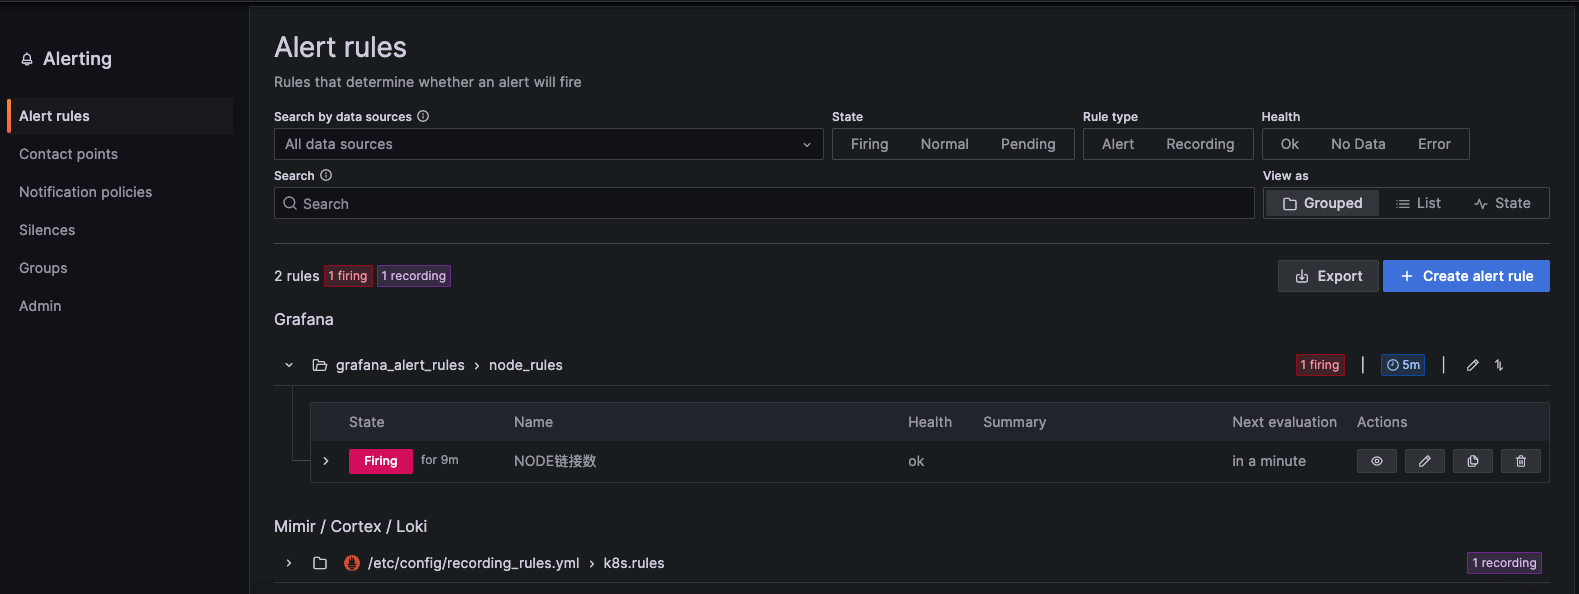 Alerting
Alert rules
Contact points
Notification policies
Silences
Groups
Admin
Alert rules
Rules that determine whether an alert will fire
Search by data sources
State
Rule type
Health
All data sources
Firing Normal Pending
Alert Recording
Ok No Data Error
Search
View as
Search
Grouped List State
2 rules 1 firing 1 recording
Export + Create alert rule
Grafana
grafana_alert_rules > node_rules 1 firing | 5m |
State Name Health Summary Next evaluation Actions
Firing for 9m NODE链接数 ok in a minute
Mimir / Cortex / Loki
/etc/config/recording_rules.yml > k8s.rules 1 recording